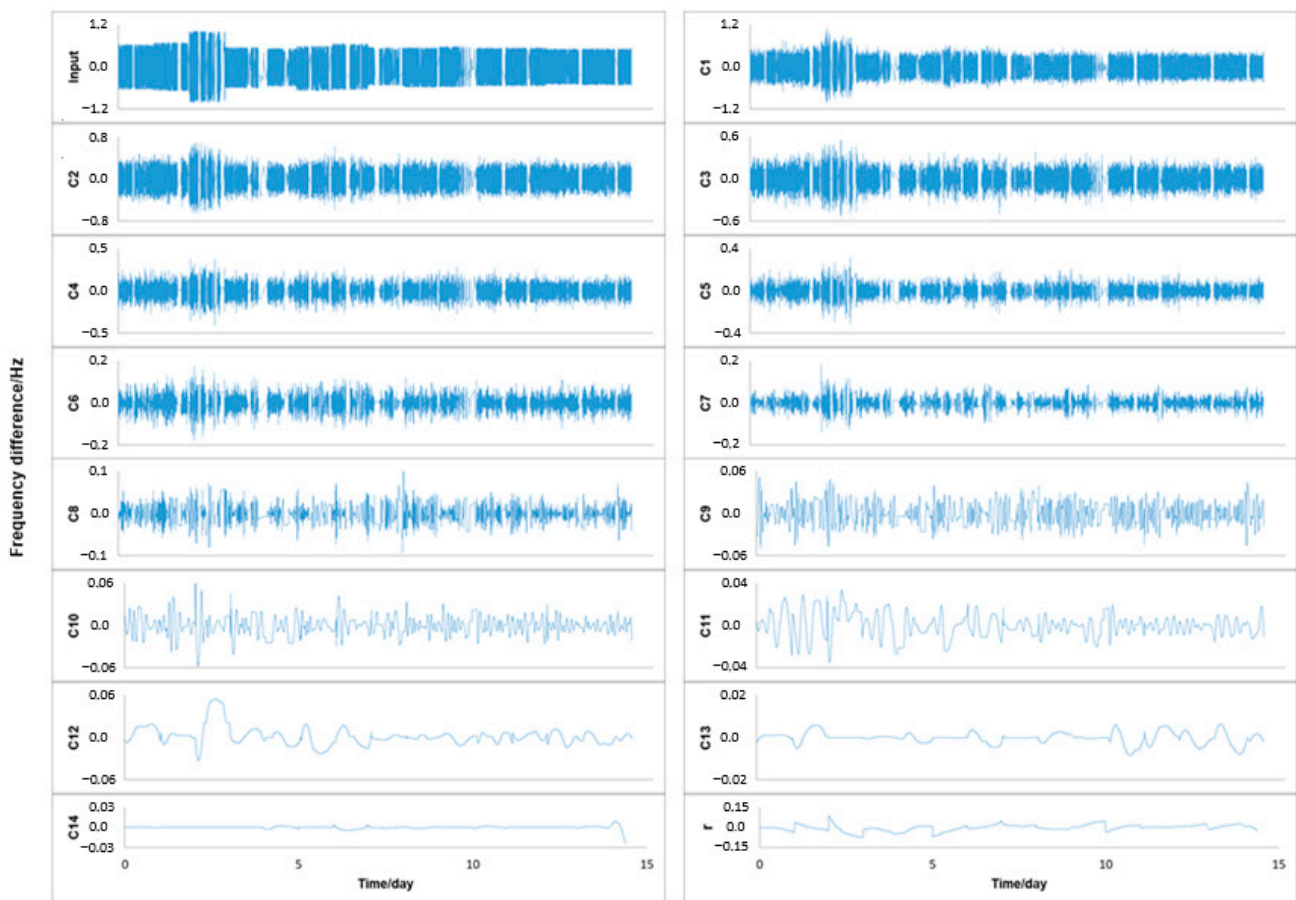 Frequency difference/Hz
1.2
Input 0.0
−1.2
1.2
C1 0.0
−1.2
0.8
C2 0.0
−0.8
0.6
C3 0.0
−0.6
0.5
C4 0.0
−0.5
0.4
C5 0.0
−0.4
0.2
C6 0.0
−0.2
0.2
C7 0.0
−0,2
0.1
C8 0.0
−0.1
0.06
C9 0.0
−0.06
0.06
C10 0.0
−0.06
0.04
C11 0.0
−0,04
0.06
C12 0.0
−0.06
0.02
C13 0.0
−0.02
0.03
C14 0.0
−0.03
0 5 10 15
Time/day
0.15
r 0.0
−0.15
0 5 10 15
Time/day